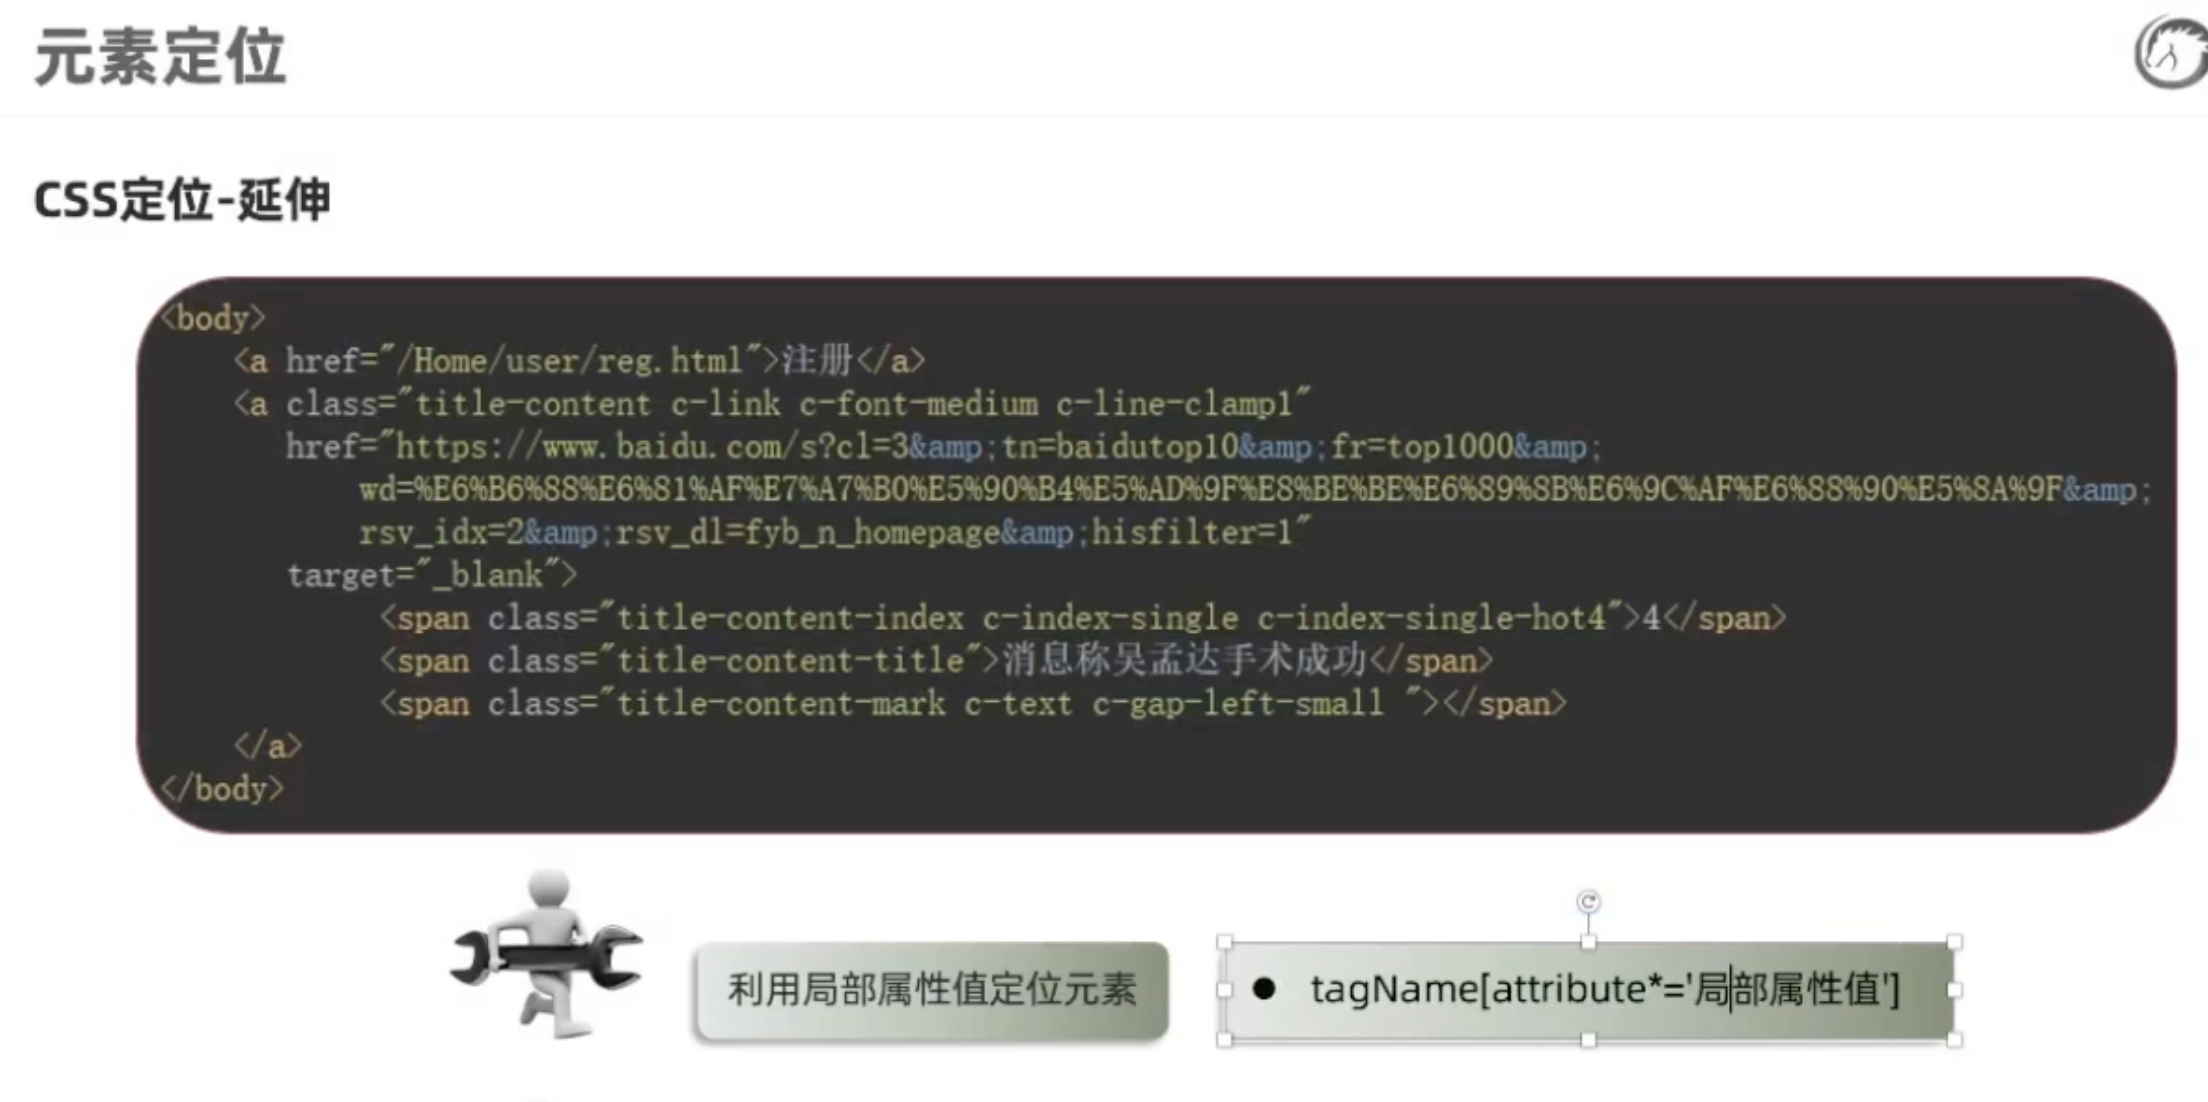 元素定位
CSS定位-延伸
<body>
<a href="/Home/user/reg.html">注册</a>
<a class="title-content c-link c-font-medium c-line-clamp1"
href="https://www.baidu.com/s?cl=3&amp;tn=baidutop10&amp;fr=top1000&amp;
wd=%E6%B6%88%E6%81%AF%E7%A7%B0%E5%90%B4%E5%AD%9F%E8%BE%BE%E6%89%8B%E6%9C%AF%E6%88%90%E5%8A%9F&amp;
rsv_idx=2&amp;rsv_dl=fyb_n_homepage&amp;hisfilter=1"
target="_blank">
<span class="title-content-index c-index-single c-index-single-hot4">4</span>
<span class="title-content-title">消息称吴孟达手术成功</span>
<span class="title-content-mark c-text c-gap-left-small "></span>
</a>
</body>
利用局部属性值定位元素
● tagName[attribute*='局部属性值']